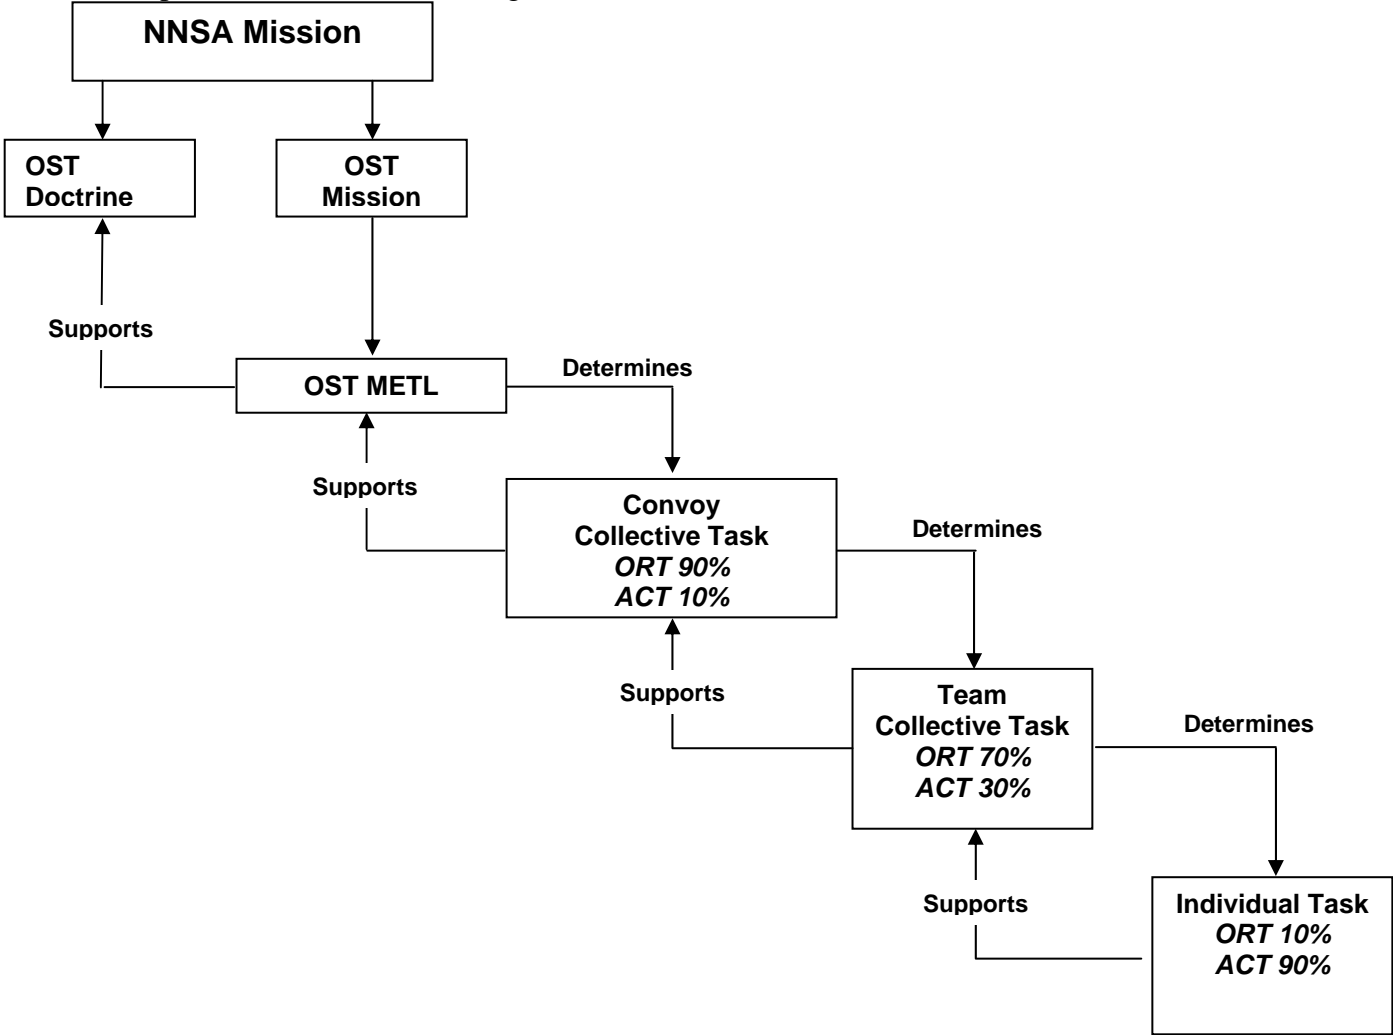 NNSA Mission
OST
Doctrine
OST
Mission
Supports
OST METL
Determines
Supports
Convoy
Collective Task
ORT 90%
ACT 10%
Determines
Supports
Team
Collective Task
ORT 70%
ACT 30%
Determines
Supports
Individual Task
ORT 10%
ACT 90%